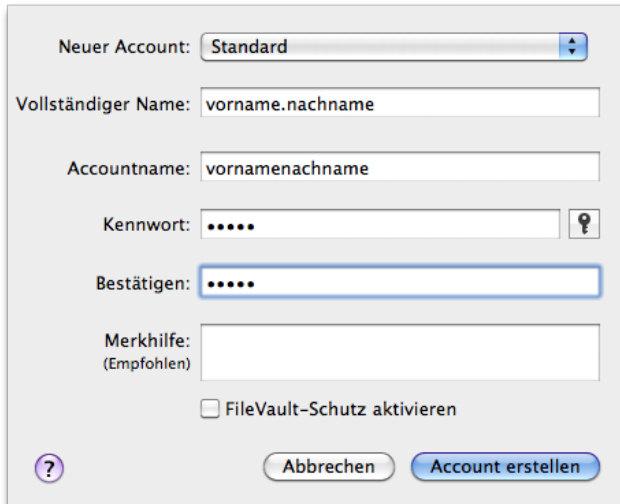 Neuer Account: Standard
Vollständiger Name: vorname.nachname
Accountname: vornamenachname
Kennwort: •••••
Bestätigen: •••••
Merkhilfe:
(Empfohlen)
FileVault-Schutz aktivieren
? Abbrechen Account erstellen